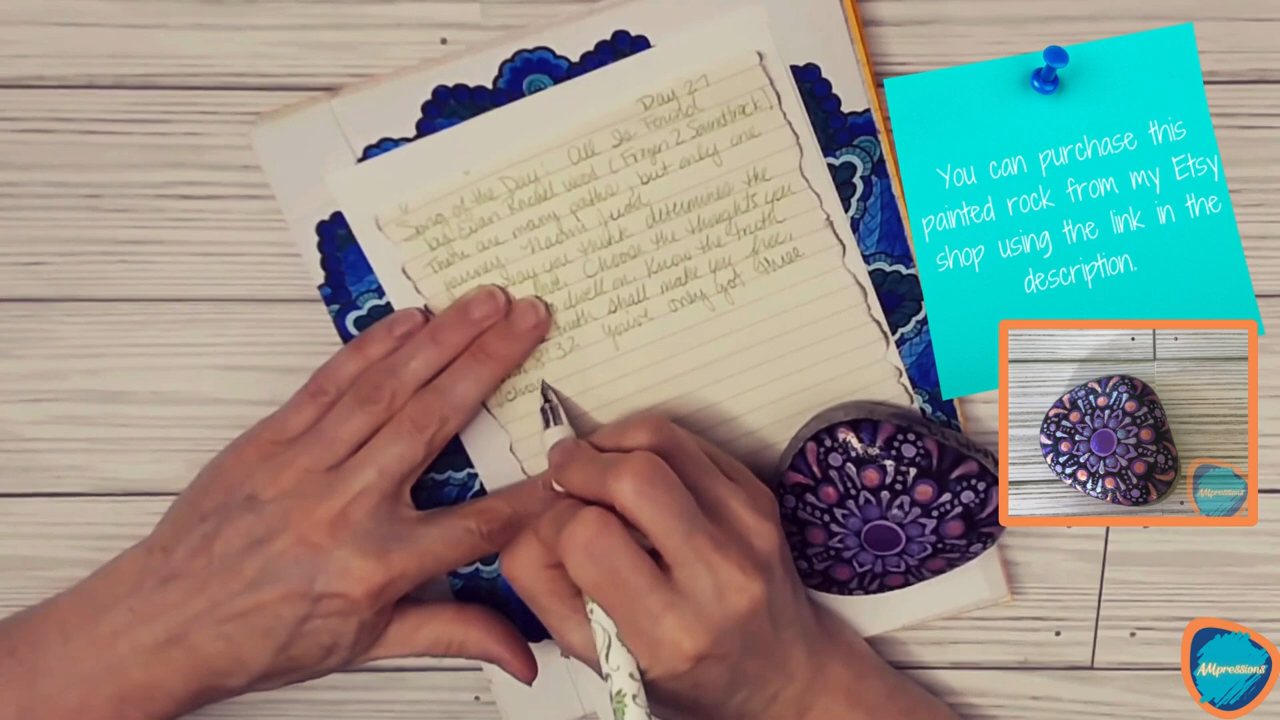 Day 27
Song of the Day: All Is Found
by Evan Rachel Wood (Frozen 2 Soundtrack)
There are many paths, but only one
journey. Naomi Judd
way you think determines the
live. Choose the thoughts you
dwell on. Know the truth
truth shall make you free.
8:32 You've only got three
You can purchase this
painted rock from my Etsy
shop using the link in the
description.
AMpressions
AMpressions